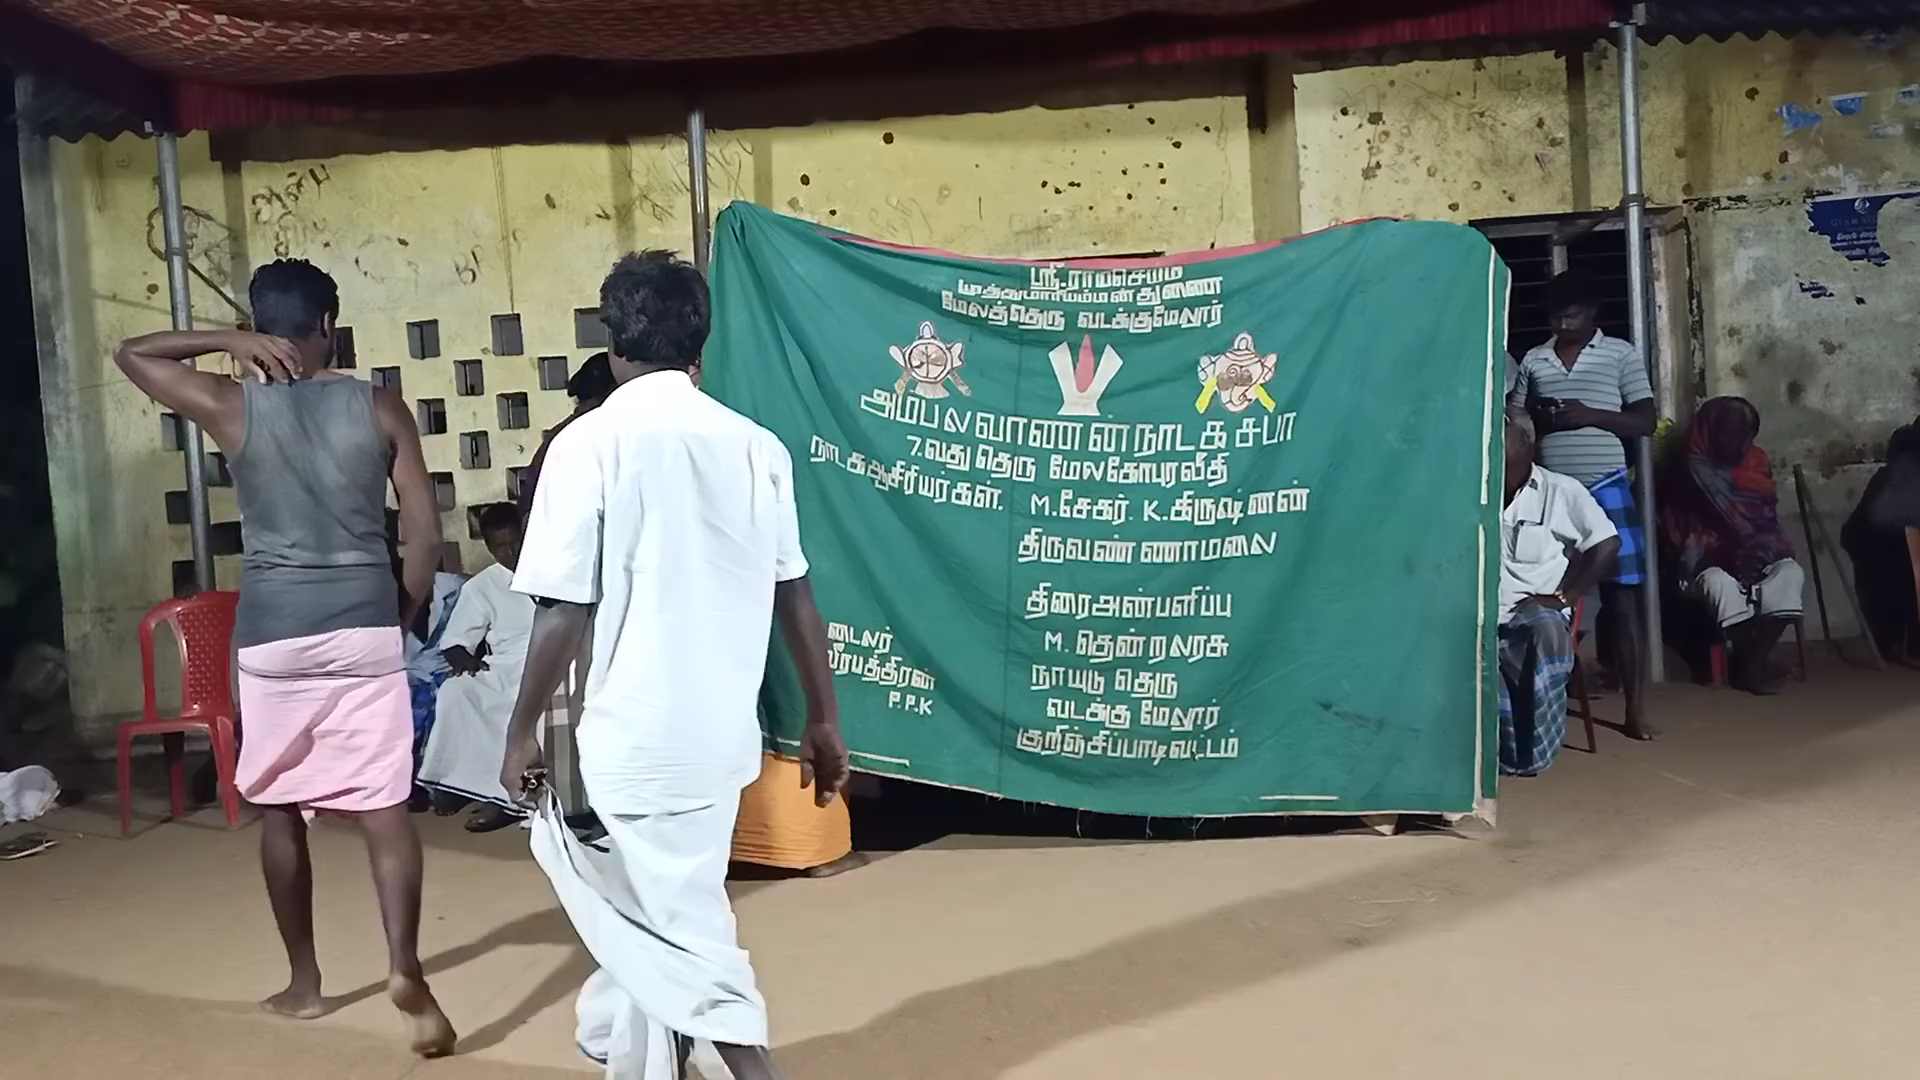 ஸ்ரீ.ராமசெயம்
முத்துமாரியம்மன் துணை
மேலத்தெரு வடக்குமேலூர்
அம்பலவாணன் நாடக சபா
7.வது தெரு மேலகோபுரவீதி
நாடகஆசிரியர்கள். M.சேகர். K.கிருஷ்ணன்
திருவண்ணாமலை
திரைஅன்பளிப்பு
M. தென்றலரசு
நாயுடு தெரு
வடக்கு மேலூர்
குறிஞ்சிப்பாடிவட்டம்
டைலர்
வீரபத்திரன்
P.P.K